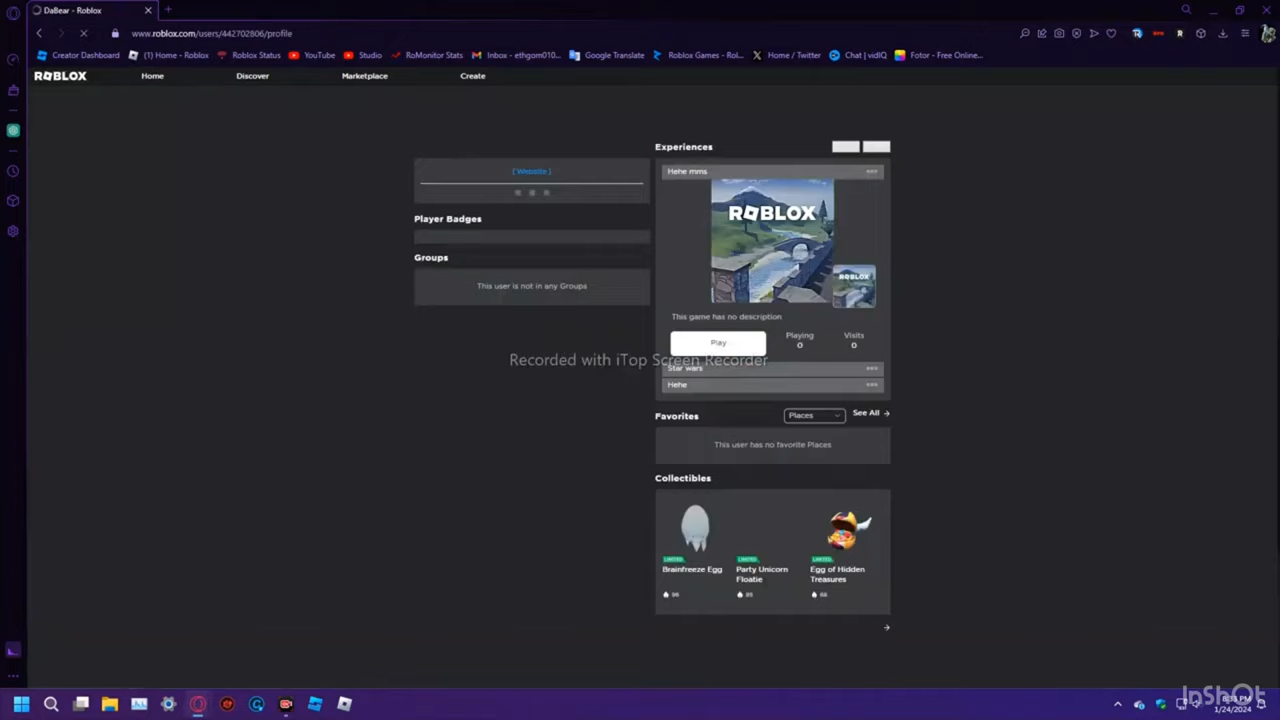 DaBear - Roblox
www.roblox.com/users/442702806/profile
Creator Dashboard (1) Home - Roblox Roblox Status YouTube Studio RoMonitor Stats Inbox - ethgom010... Google Translate Roblox Games - Rol... Home / Twitter Chat | vidIQ Fotor - Free Online...
ROBLOX Home Discover Marketplace Create
[ Website ]
Player Badges
Groups
This user is not in any Groups
Experiences
Hehe mms
ROBLOX
ROBLOX
This game has no description
Play
Playing
0
Visits
0
Recorded with iTop Screen Recorder
Star wars
Hehe
Favorites Places See All
This user has no favorite Places
Collectibles
LIMITED LIMITED LIMITED
Brainfreeze Egg
Party Unicorn
Floatie
Egg of Hidden
Treasures
InShOt
1/24/2024